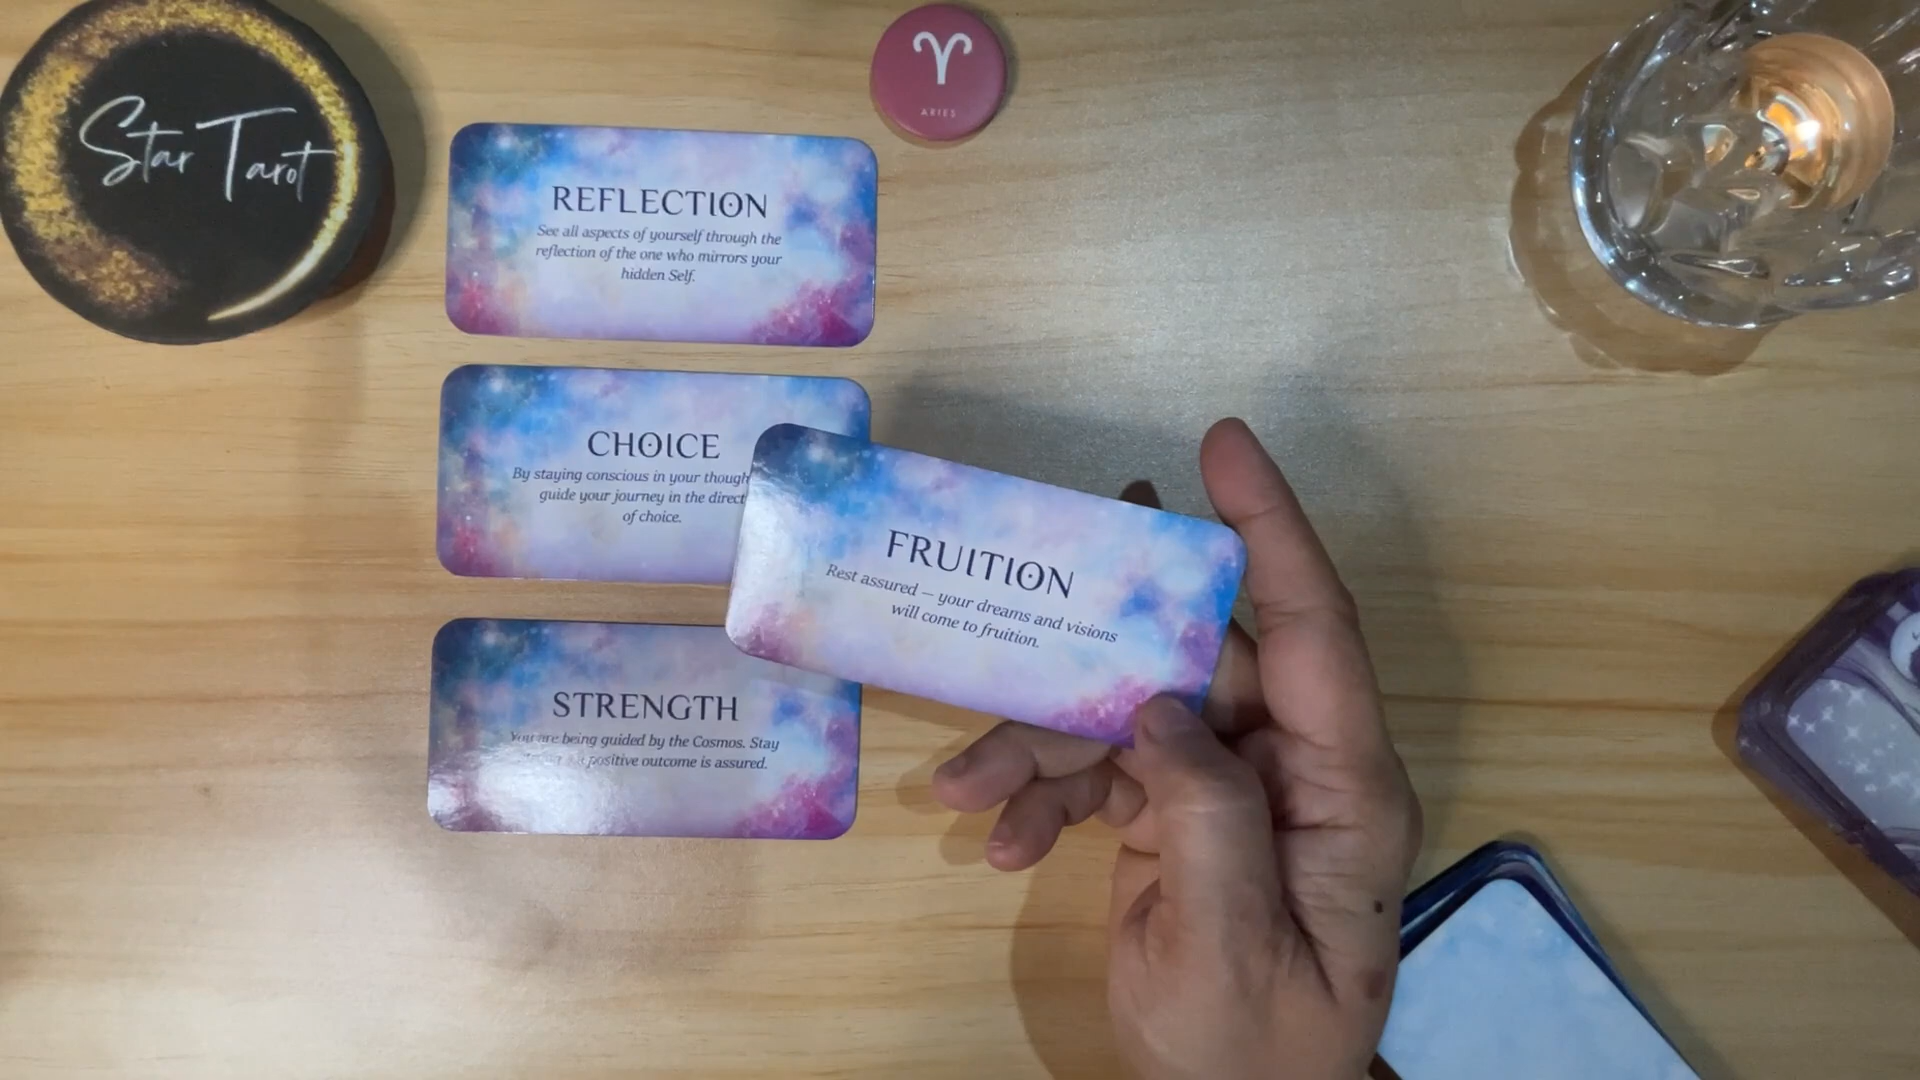 Star Tarot
ARIES
REFLECTION
See all aspects of yourself through the
reflection of the one who mirrors your
hidden Self.
CHOICE
By staying conscious in your
guide your journey in the
of choice.
FRUITION
Rest assured — your dreams and visions
will come to fruition.
STRENGTH
You are being guided by the Cosmos. Stay
positive outcome is assured.